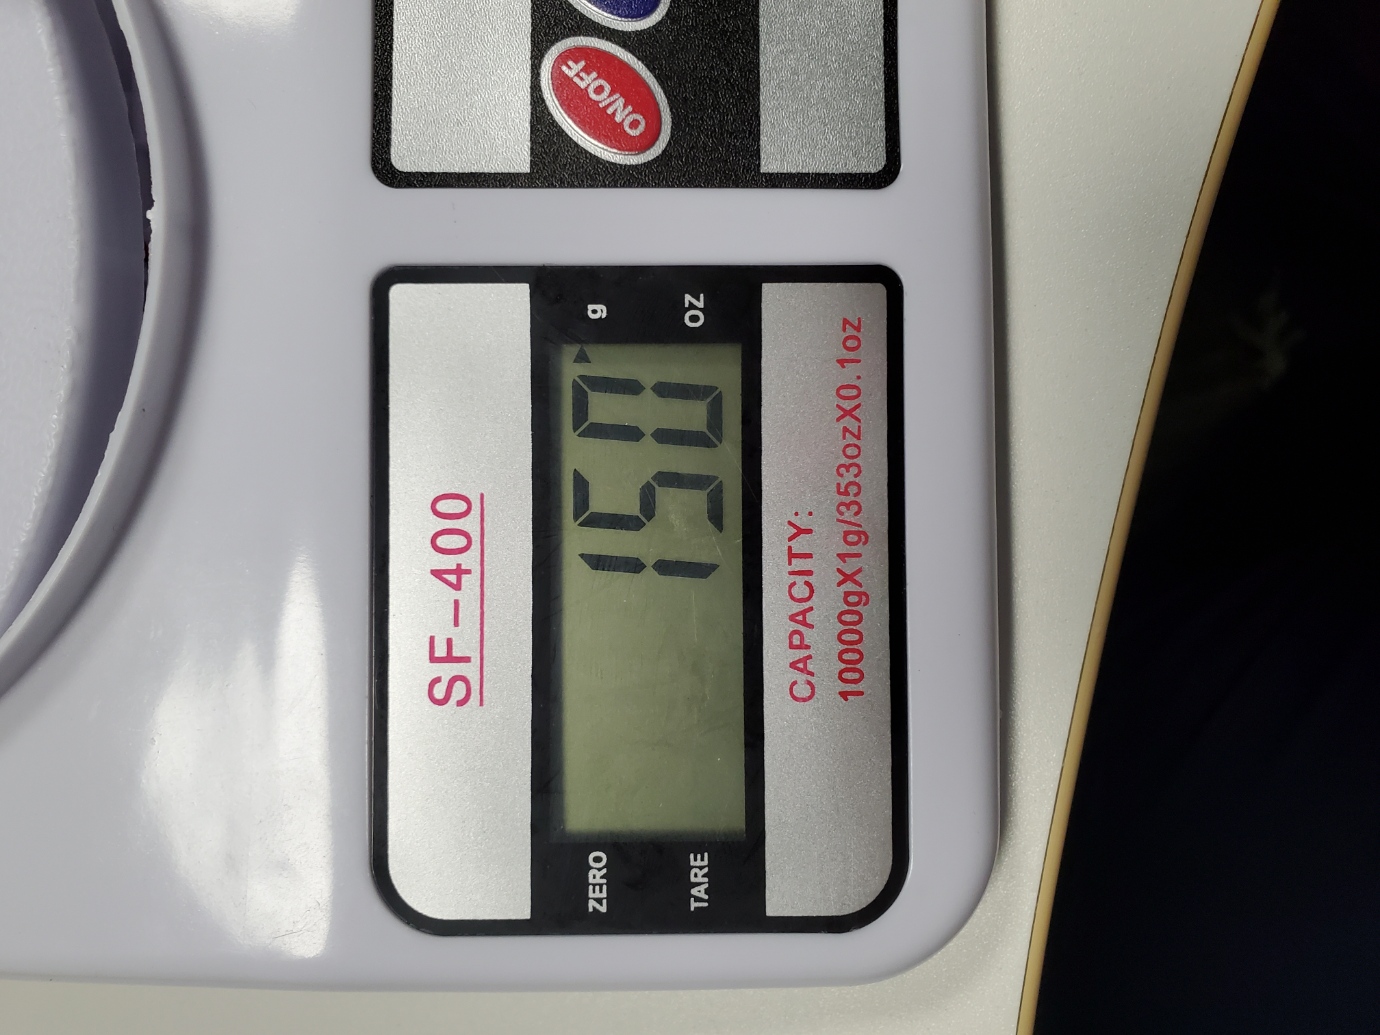 SF-400
ZERO
150
g
TARE
OZ
CAPACITY:
10000gX1g/353ozX0.1oz
ON/OFF